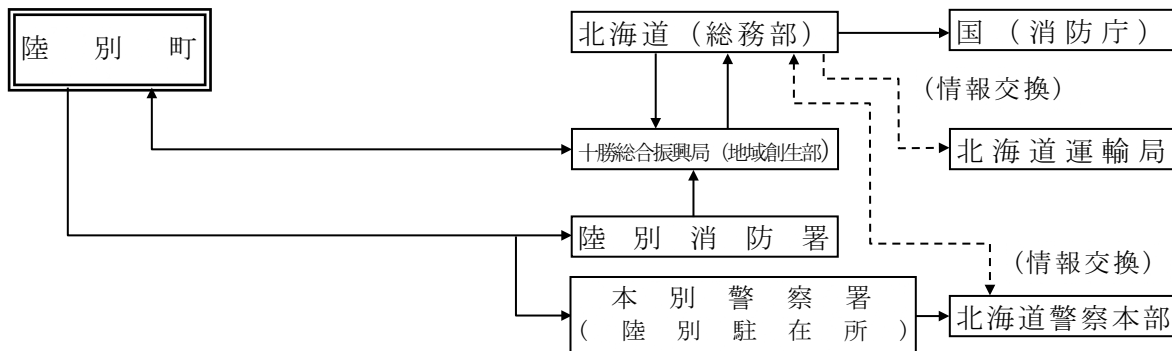 陸別町
北海道（総務部）
国（消防庁）
（情報交換）
十勝総合振興局（地域創生部）
北海道運輸局
陸別消防署
（情報交換）
本別警察署
（陸別駐在所）
北海道警察本部